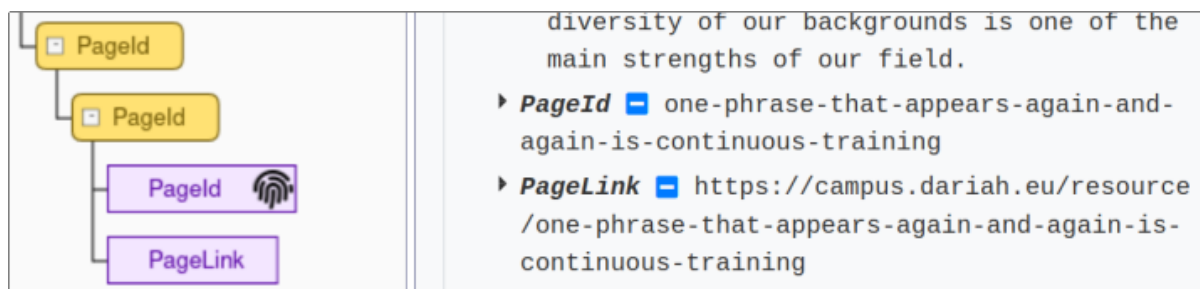 PageId
PageId
PageId
PageLink
diversity of our backgrounds is one of the
main strengths of our field.
PageId one-phrase-that-appears-again-and-
again-is-continuous-training
PageLink https://campus.dariah.eu/resource
/one-phrase-that-appears-again-and-again-is-
continuous-training